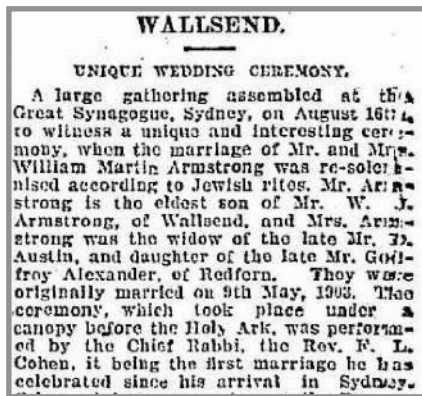 WALLSEND.
UNIQUE WEDDING CEREMONY.
A large gathering assembled at the
Great Synagogue, Sydney, on August 16th,
to witness a unique and interesting cere-
mony, when the marriage of Mr. and Mrs.
William Martin Armstrong was re-solem-
nised according to Jewish rites. Mr. Arm-
strong is the eldest son of Mr. W. J.
Armstrong, of Wallsend, and Mrs. Arm-
strong was the widow of the late Mr.
Austin, and daughter of the late Mr. God-
froy Alexander, of Redfern. They were
originally married on 9th May, 1903. The
ceremony, which took place under a
canopy before the Holy Ark, was perform-
ed by the Chief Rabbi, the Rev. F. L.
Cohen, it being the first marriage he has
celebrated since his arrival in Sydney.